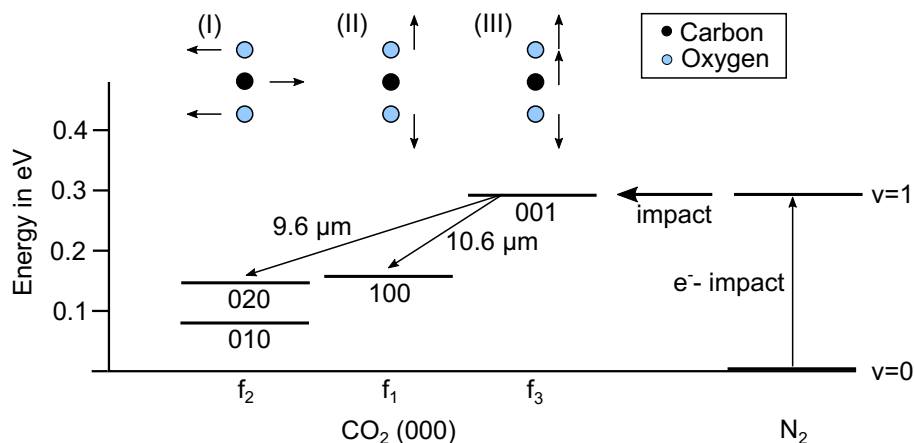 (I)
(II)
(III)
Carbon
Oxygen
Energy in eV
0.4
0.3
0.2
0.1
9.6 µm
10.6 µm
001
impact
v=1
020
100
010
e⁻- impact
v=0
f₂
f₁
f₃
CO₂ (000)
N₂